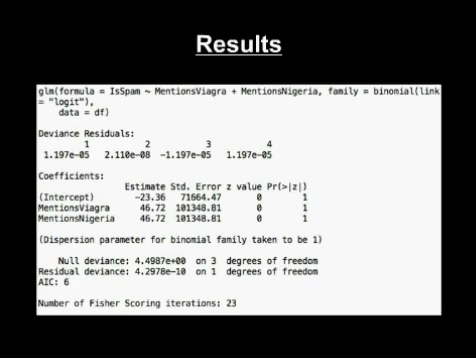 Results
glm(formula = IsSpam ~ MentionsViagra + MentionsNigeria, family = binomial(link
= "logit"),
data = df)
Deviance Residuals:
1 2 3 4
1.197e-05 2.110e-08 -1.197e-05 1.197e-05
Coefficients:
Estimate Std. Error z value Pr(>|z|)
(Intercept) -23.36 71664.47 0 1
MentionsViagra 46.72 101348.81 0 1
MentionsNigeria 46.72 101348.81 0 1
(Dispersion parameter for binomial family taken to be 1)
Null deviance: 4.4987e+00 on 3 degrees of freedom
Residual deviance: 4.2978e-10 on 1 degrees of freedom
AIC: 6
Number of Fisher Scoring iterations: 23